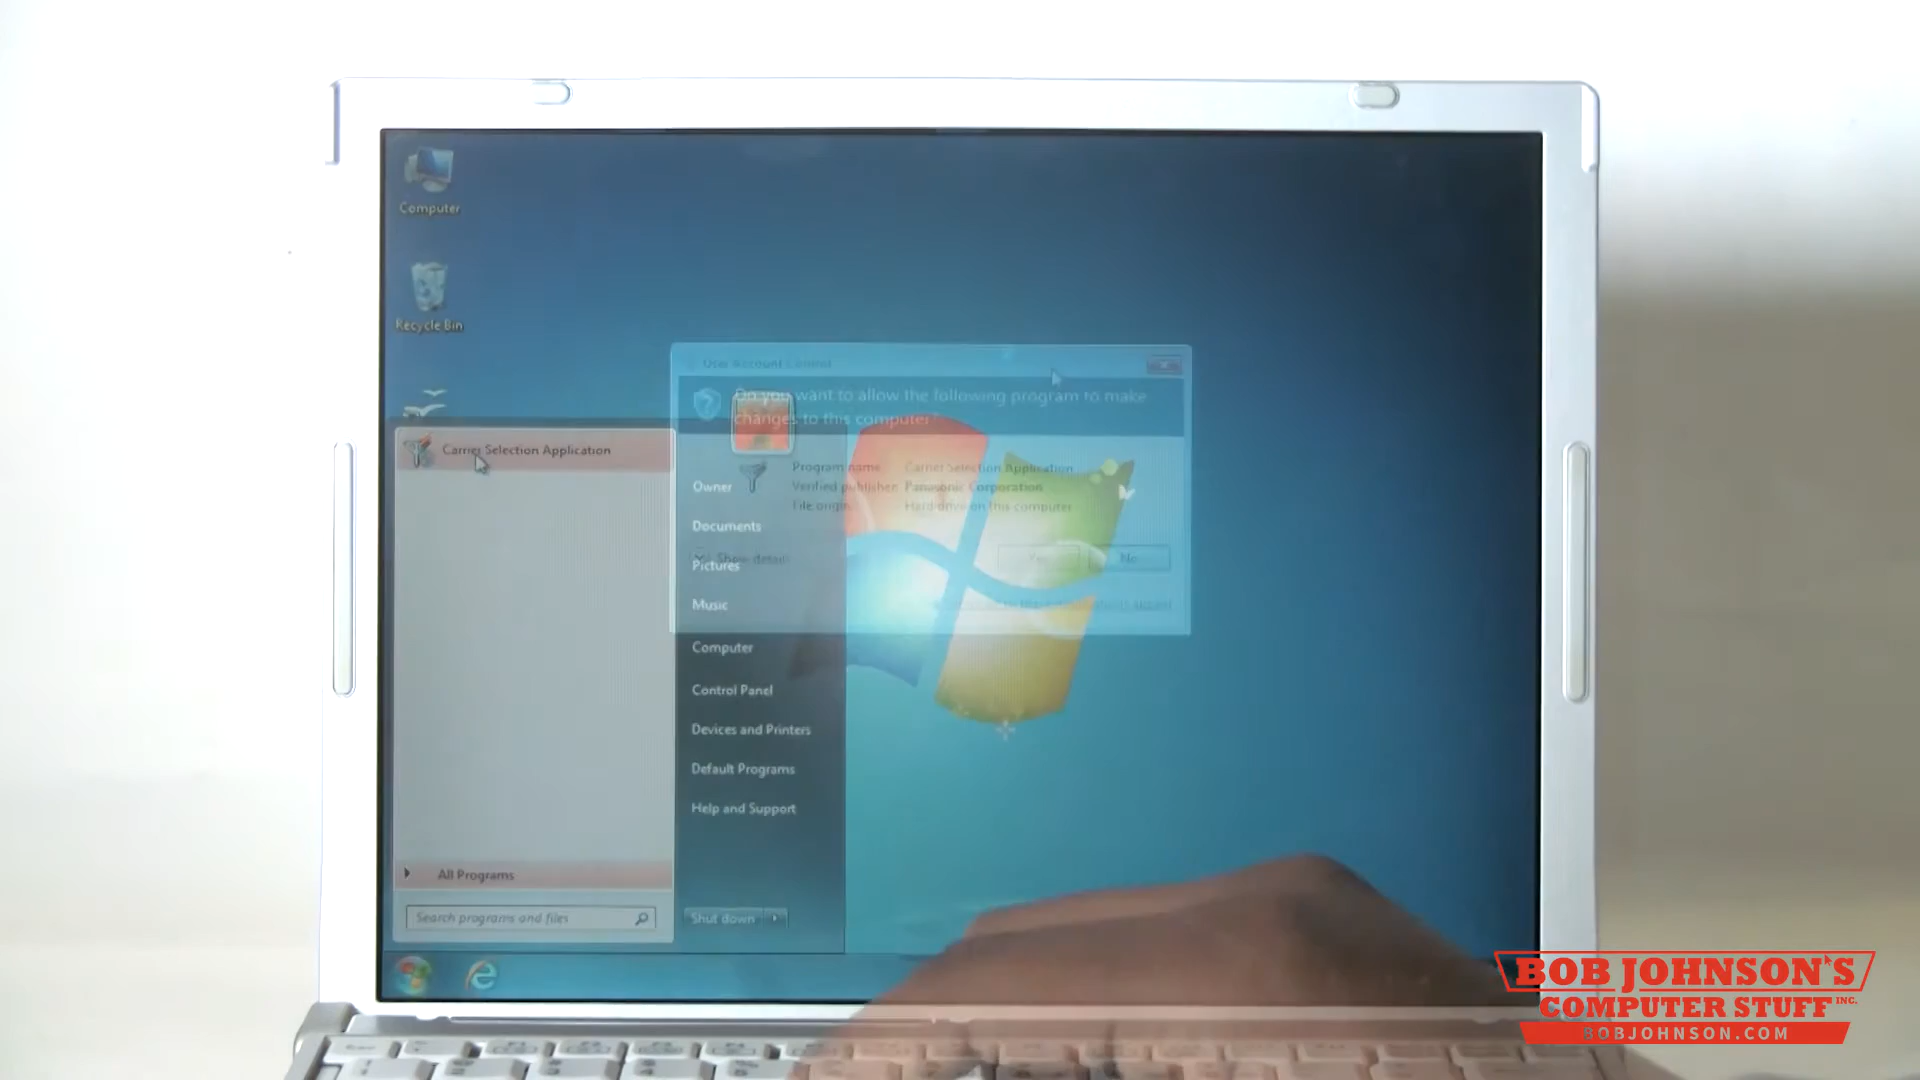 Computer
Recycle Bin
User Account Control
Do you want to allow the following program to make
changes to this computer?
Carrier Selection Application
Program name: Carrier Selection Application
Verified publisher: Panasonic Corporation
File origin: Hard drive on this computer
Show details
Yes
No
Owner
Documents
Pictures
Music
Computer
Control Panel
Devices and Printers
Default Programs
Help and Support
All Programs
Search programs and files
Shut down
BOB JOHNSON'S
COMPUTER STUFF INC.
BOBJOHNSON.COM